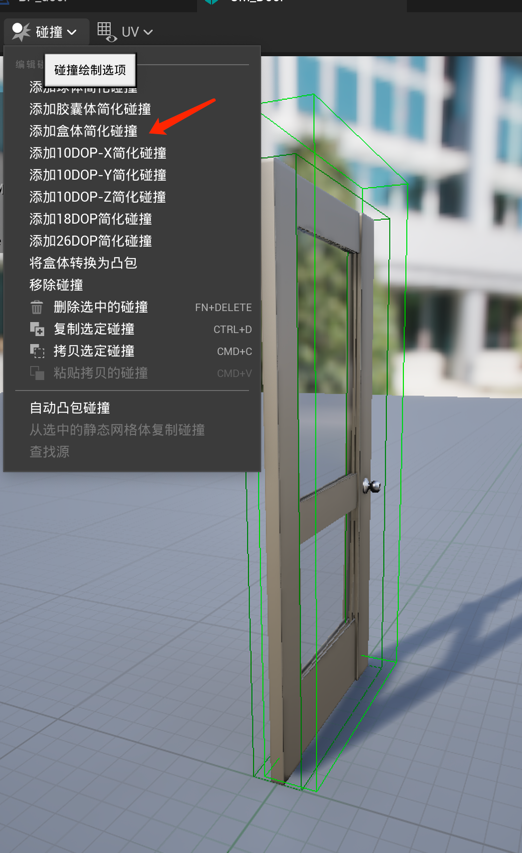 碰撞
UV
碰撞绘制选项
添加球体简化碰撞
添加胶囊体简化碰撞
添加盒体简化碰撞
添加10DOP-X简化碰撞
添加10DOP-Y简化碰撞
添加10DOP-Z简化碰撞
添加18DOP简化碰撞
添加26DOP简化碰撞
将盒体转换为凸包
移除碰撞
删除选中的碰撞 FN+DELETE
复制选定碰撞 CTRL+D
拷贝选定碰撞 CMD+C
粘贴拷贝的碰撞 CMD+V
自动凸包碰撞
从选中的静态网格体复制碰撞
查找源